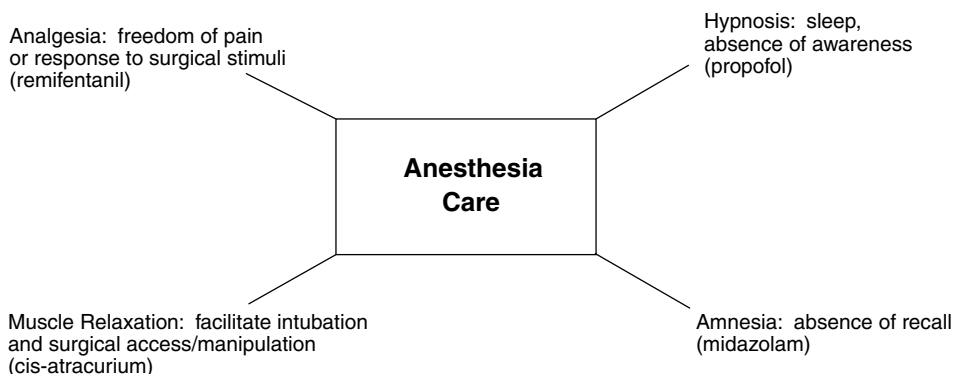 Analgesia: freedom of pain
or response to surgical stimuli
(remifentanil)
Hypnosis: sleep,
absence of awareness
(propofol)
Anesthesia
Care
Muscle Relaxation: facilitate intubation
and surgical access/manipulation
(cis-atracurium)
Amnesia: absence of recall
(midazolam)